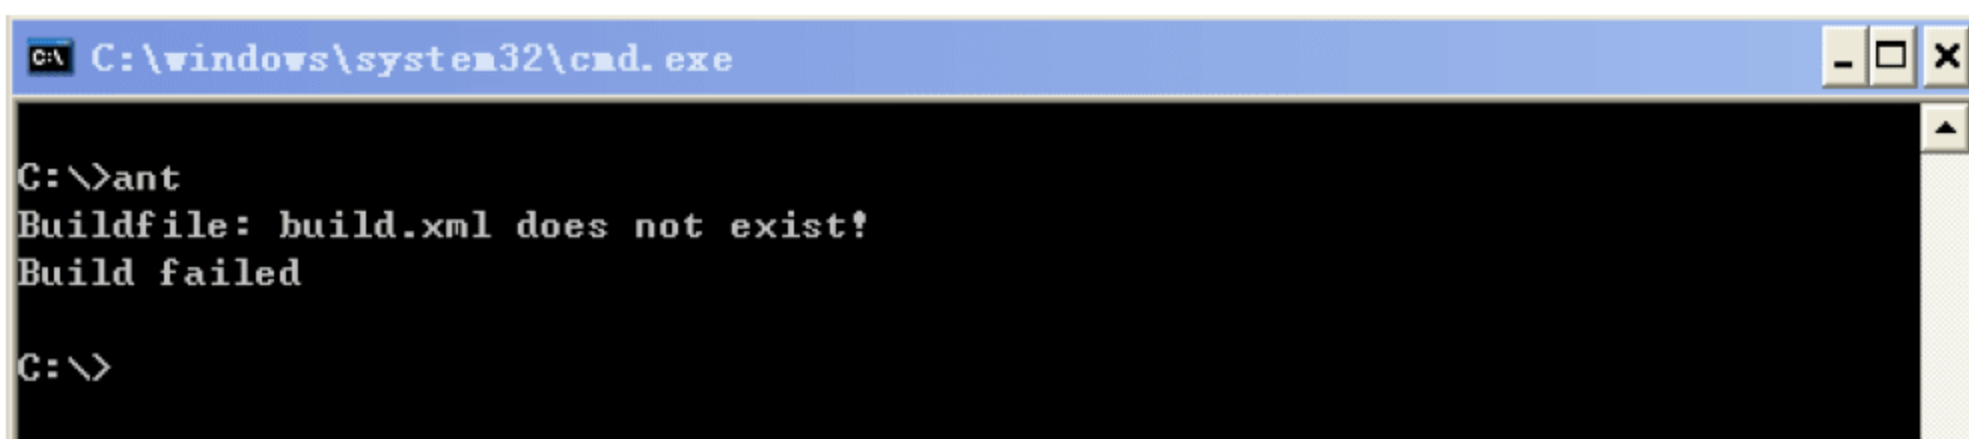 C:\windows\system32\cmd.exe
C:\>ant
Buildfile: build.xml does not exist!
Build failed
C:\>